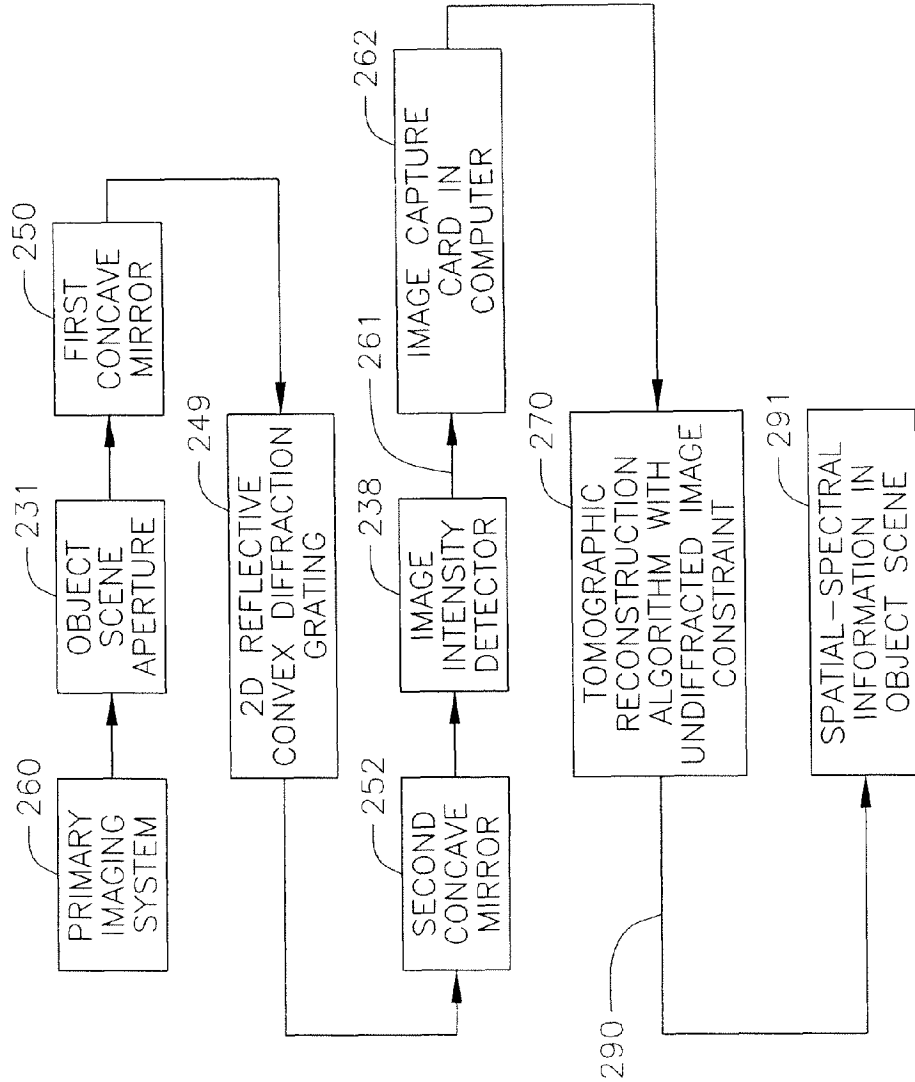 260
PRIMARY
IMAGING
SYSTEM
231
OBJECT
SCENE
APERTURE
250
FIRST
CONCAVE
MIRROR
249
2D REFLECTIVE
CONVEX DIFFRACTION
GRATING
252
SECOND
CONCAVE
MIRROR
238
IMAGE
INTENSITY
DETECTOR
261
262
IMAGE CAPTURE
CARD IN
COMPUTER
270
TOMOGRAPHIC
RECONSTRUCTION
ALGORITHM WITH
UNDIFFRACTED IMAGE
CONSTRAINT
290
291
SPATIAL-SPECTRAL
INFORMATION IN
OBJECT SCENE